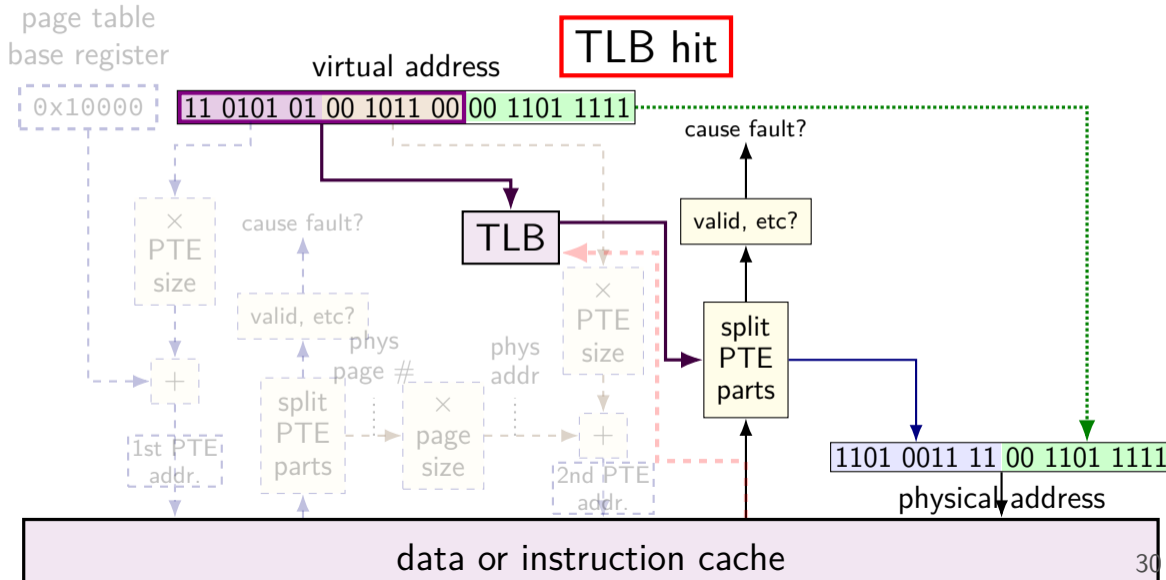 page table
base register
0x10000
virtual address
TLB hit
11 0101 01 00 1011 00 00 1101 1111
cause fault?
valid, etc?
TLB
×
PTE
size
cause fault?
valid, etc?
×
PTE
size
split
PTE
parts
phys
page #
phys
addr
+
split
PTE
parts
×
page
size
+
1st PTE
addr.
2nd PTE
addr.
1101 0011 11 00 1101 1111
physical address
data or instruction cache
30